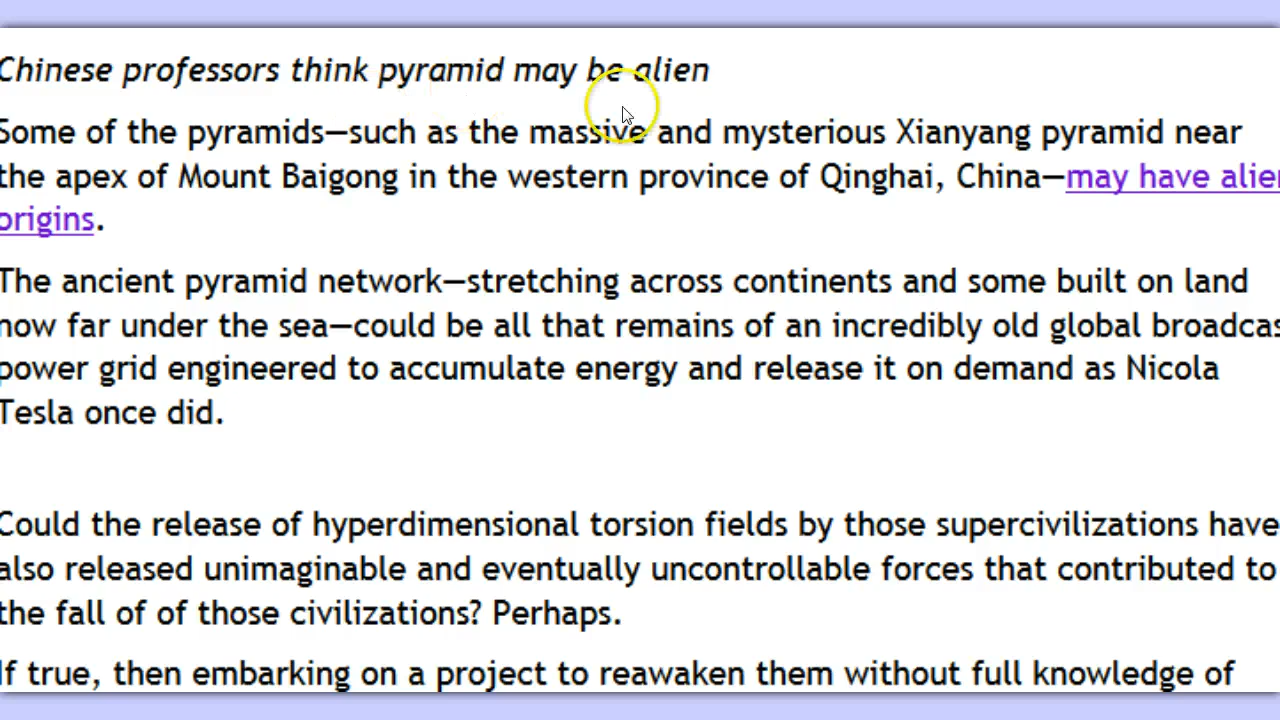 Chinese professors think pyramid may be alien
Some of the pyramids—such as the massive and mysterious Xianyang pyramid near
the apex of Mount Baigong in the western province of Qinghai, China—may have alien
origins.
The ancient pyramid network—stretching across continents and some built on land
now far under the sea—could be all that remains of an incredibly old global broadcas
power grid engineered to accumulate energy and release it on demand as Nicola
Tesla once did.
Could the release of hyperdimensional torsion fields by those supercivilizations have
also released unimaginable and eventually uncontrollable forces that contributed to
the fall of of those civilizations? Perhaps.
If true, then embarking on a project to reawaken them without full knowledge of